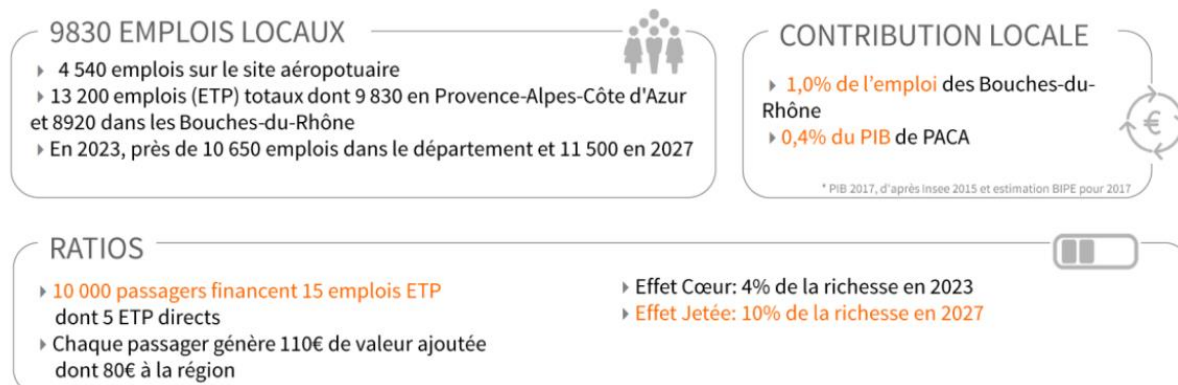 9830 EMPLOIS LOCAUX
4 540 emplois sur le site aéropotuaire
13 200 emplois (ETP) totaux dont 9 830 en Provence-Alpes-Côte d'Azur
et 8920 dans les Bouches-du-Rhône
En 2023, près de 10 650 emplois dans le département et 11 500 en 2027
CONTRIBUTION LOCALE
1,0% de l'emploi des Bouches-du-
Rhône
0,4% du PIB de PACA
€
* PIB 2017, d'après Insee 2015 et estimation BIPE pour 2017
RATIOS
10 000 passagers financent 15 emplois ETP
dont 5 ETP directs
Chaque passager génère 110€ de valeur ajoutée
dont 80€ à la région
Effet Cœur: 4% de la richesse en 2023
Effet Jetée: 10% de la richesse en 2027